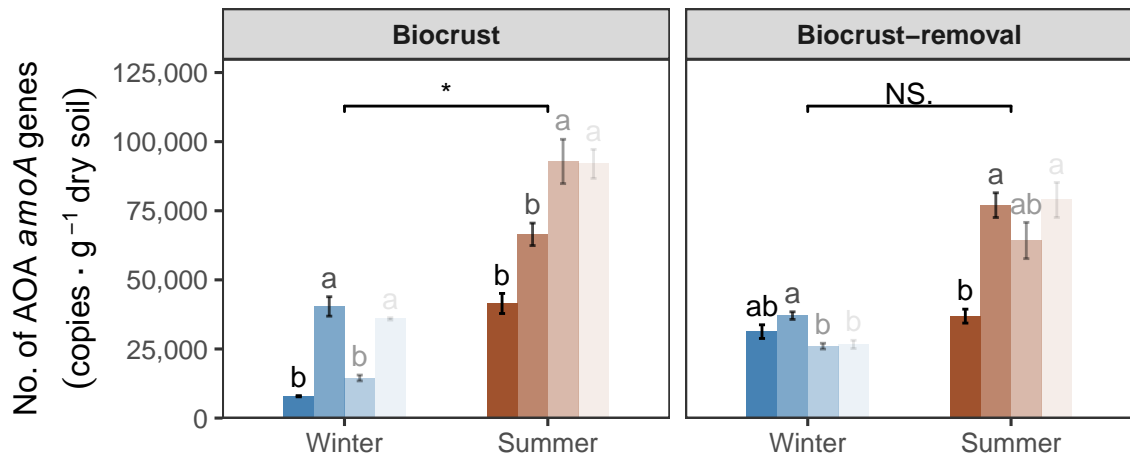 Biocrust
Biocrust−removal
No. of AOA amoA genes
(copies · g⁻¹ dry soil)
125,000
100,000
75,000
50,000
25,000
0
*
b
a
b
a
b
b
a
a
NS.
ab
a
b
b
b
a
ab
a
Winter
Summer
Winter
Summer